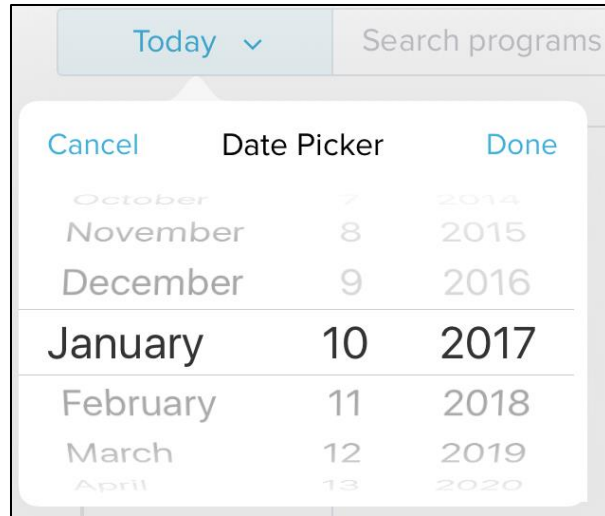 Today Search programs
Cancel Date Picker Done
October 7 2014
November 8 2015
December 9 2016
January 10 2017
February 11 2018
March 12 2019
April 13 2020